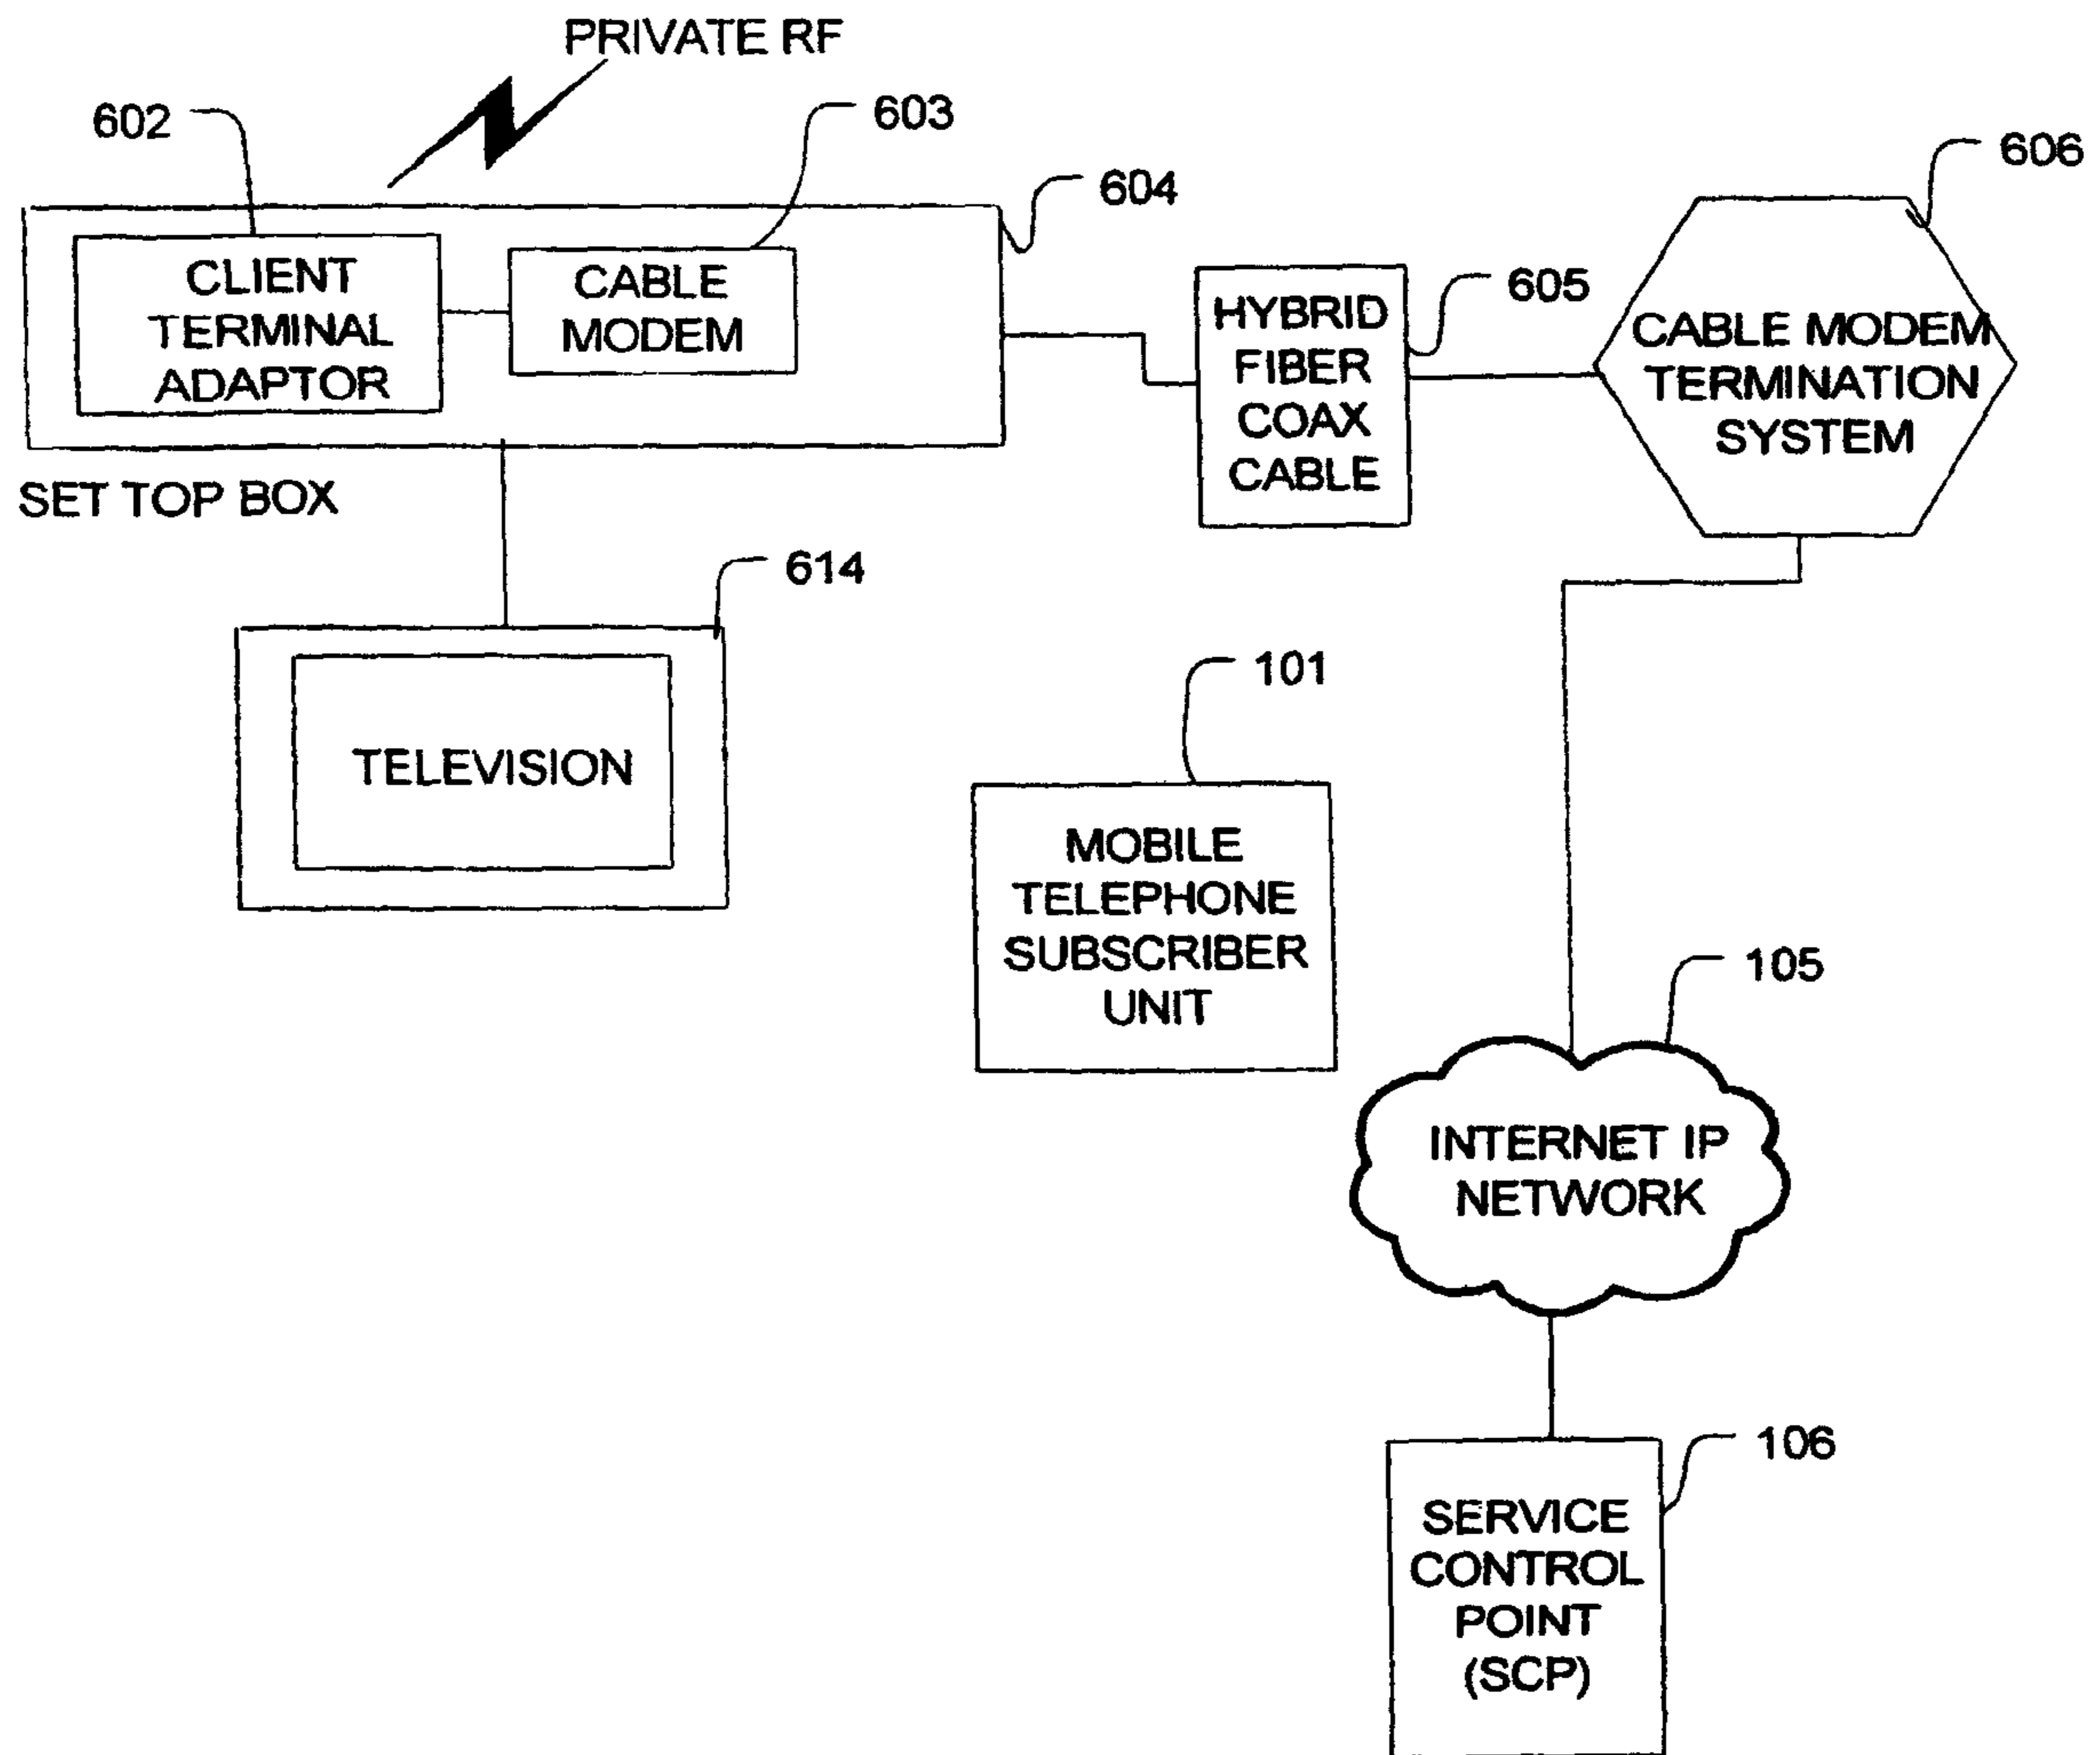 PRIVATE RF
602
603
604
606
CLIENT
TERMINAL
ADAPTOR
CABLE
MODEM
605
HYBRID
FIBER
COAX
CABLE
CABLE MODEM
TERMINATION
SYSTEM
SET TOP BOX
614
TELEVISION
101
MOBILE
TELEPHONE
SUBSCRIBER
UNIT
105
INTERNET IP
NETWORK
106
SERVICE
CONTROL
POINT
(SCP)